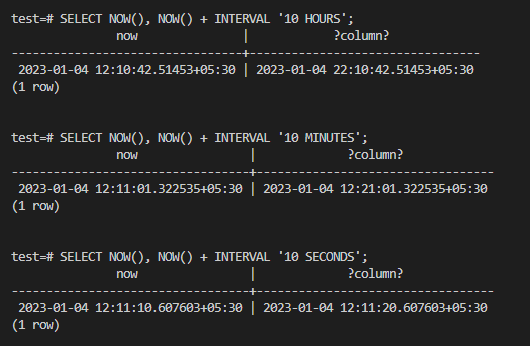 test=# SELECT NOW(), NOW() + INTERVAL '10 HOURS';
               now                |             ?column?
----------------------------------+----------------------------------
 2023-01-04 12:10:42.51453+05:30 | 2023-01-04 22:10:42.51453+05:30
(1 row)
test=# SELECT NOW(), NOW() + INTERVAL '10 MINUTES';
               now                |             ?column?
----------------------------------+----------------------------------
 2023-01-04 12:11:01.322535+05:30 | 2023-01-04 12:21:01.322535+05:30
(1 row)
test=# SELECT NOW(), NOW() + INTERVAL '10 SECONDS';
               now                |             ?column?
----------------------------------+----------------------------------
 2023-01-04 12:11:10.607603+05:30 | 2023-01-04 12:11:20.607603+05:30
(1 row)